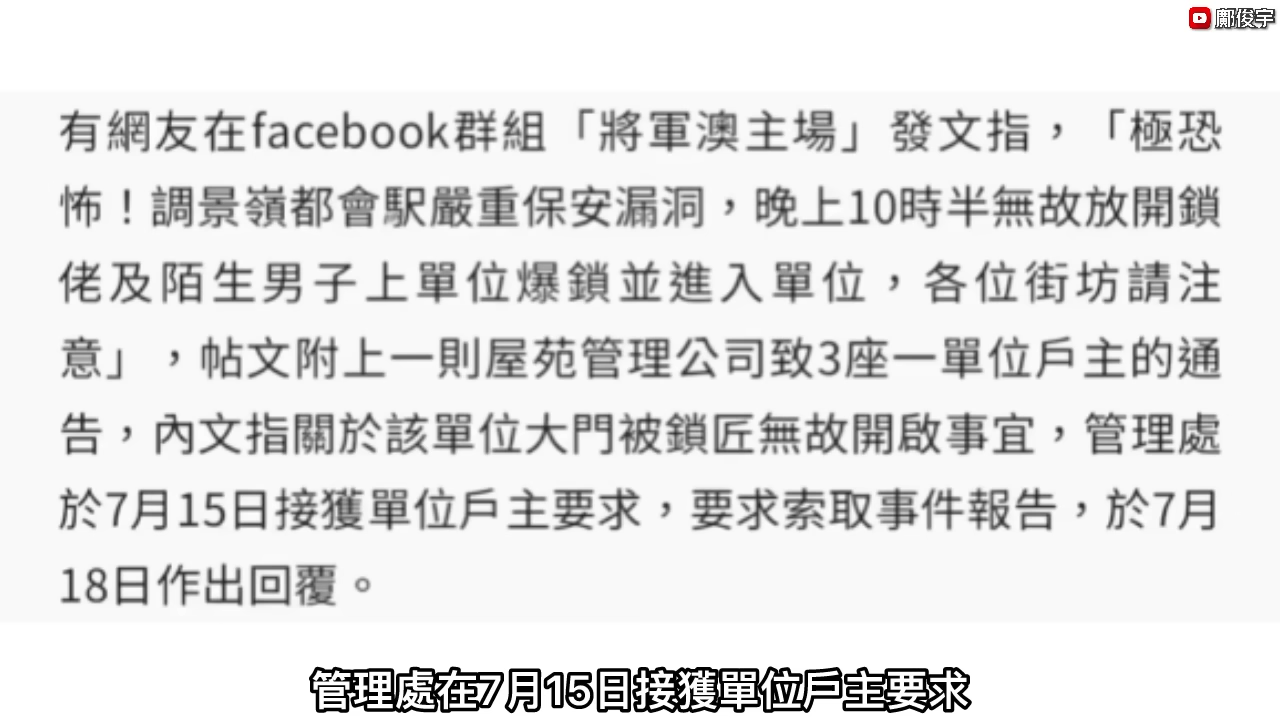 鄺俊宇
有網友在facebook群組「將軍澳主場」發文指，「極恐
怖！調景嶺都會駅嚴重保安漏洞，晚上10時半無故放開鎖
佬及陌生男子上單位爆鎖並進入單位，各位街坊請注
意」，帖文附上一則屋苑管理公司致3座一單位戶主的通
告，內文指關於該單位大門被鎖匠無故開啟事宜，管理處
於7月15日接獲單位戶主要求，要求索取事件報告，於7月
18日作出回覆。
管理處在7月15日接獲單位戶主要求